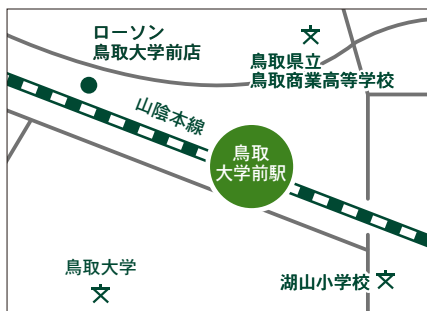 ローソン
鳥取大学前店
鳥取県立
鳥取商業高等学校
山陰本線
鳥取
大学前駅
鳥取大学
湖山小学校